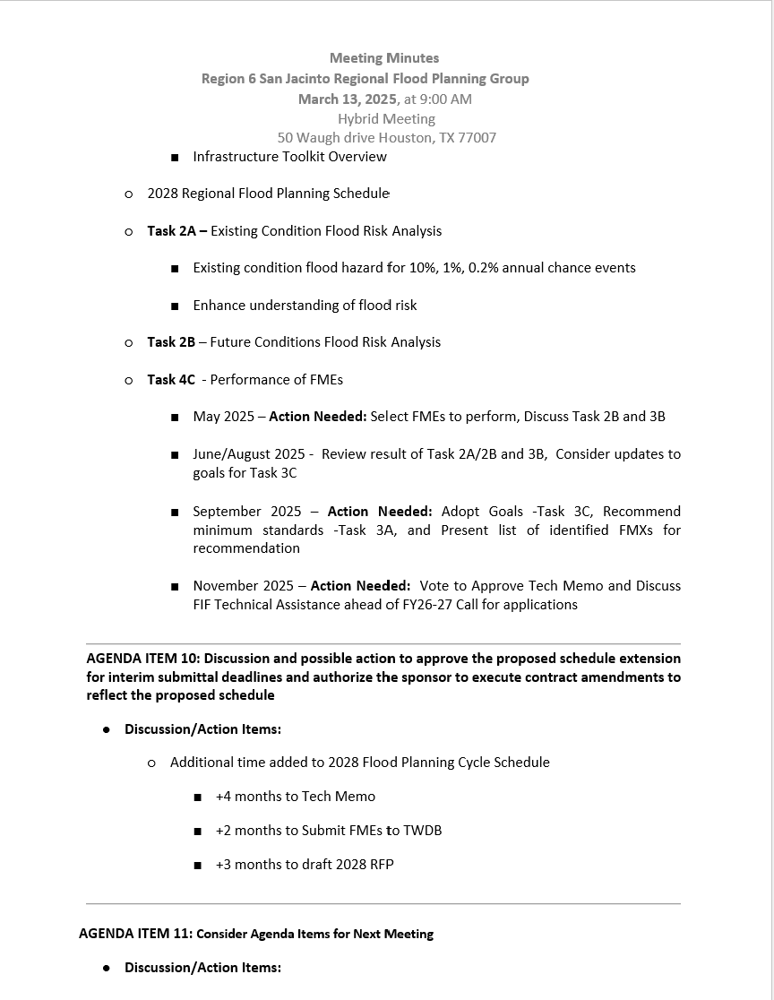 Meeting Minutes
Region 6 San Jacinto Regional Flood Planning Group
March 13, 2025, at 9:00 AM
Hybrid Meeting
50 Waugh drive Houston, TX 77007
■ Infrastructure Toolkit Overview
o 2028 Regional Flood Planning Schedule
o Task 2A – Existing Condition Flood Risk Analysis
■ Existing condition flood hazard for 10%, 1%, 0.2% annual chance events
■ Enhance understanding of flood risk
o Task 2B – Future Conditions Flood Risk Analysis
o Task 4C - Performance of FMEs
■ May 2025 – Action Needed: Select FMEs to perform, Discuss Task 2B and 3B
■ June/August 2025 - Review result of Task 2A/2B and 3B, Consider updates to
goals for Task 3C
■ September 2025 – Action Needed: Adopt Goals -Task 3C, Recommend
minimum standards -Task 3A, and Present list of identified FMXs for
recommendation
■ November 2025 – Action Needed: Vote to Approve Tech Memo and Discuss
FIF Technical Assistance ahead of FY26-27 Call for applications
AGENDA ITEM 10: Discussion and possible action to approve the proposed schedule extension
for interim submittal deadlines and authorize the sponsor to execute contract amendments to
reflect the proposed schedule
● Discussion/Action Items:
o Additional time added to 2028 Flood Planning Cycle Schedule
■ +4 months to Tech Memo
■ +2 months to Submit FMEs to TWDB
■ +3 months to draft 2028 RFP
AGENDA ITEM 11: Consider Agenda Items for Next Meeting
● Discussion/Action Items: